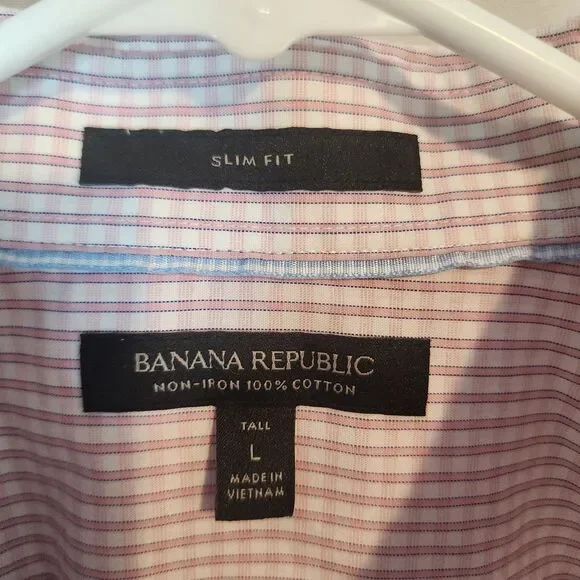 SLIM FIT
BANANA REPUBLIC
NON-IRON 100% COTTON
TALL
L
MADE IN
VIETNAM